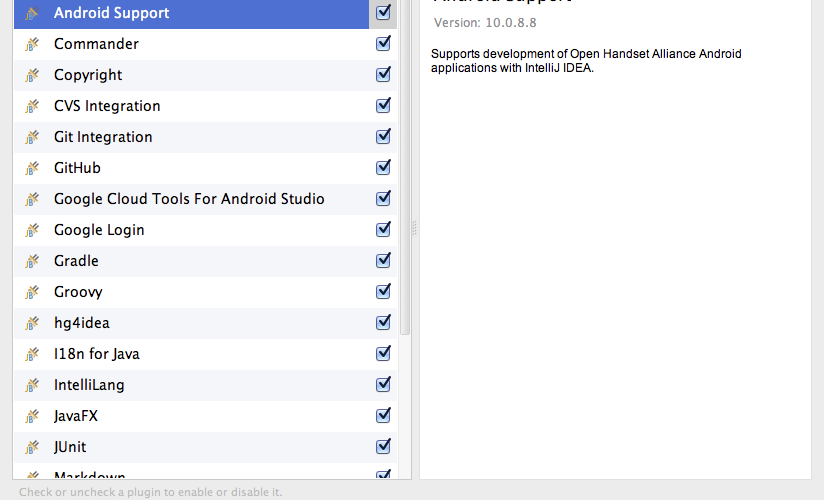 Android Support
Commander
Copyright
CVS Integration
Git Integration
GitHub
Google Cloud Tools For Android Studio
Google Login
Gradle
Groovy
hg4idea
I18n for Java
IntelliLang
JavaFX
JUnit
Markdown
Android Support
Version: 10.0.8.8
Supports development of Open Handset Alliance Android
applications with IntelliJ IDEA.
Check or uncheck a plugin to enable or disable it.